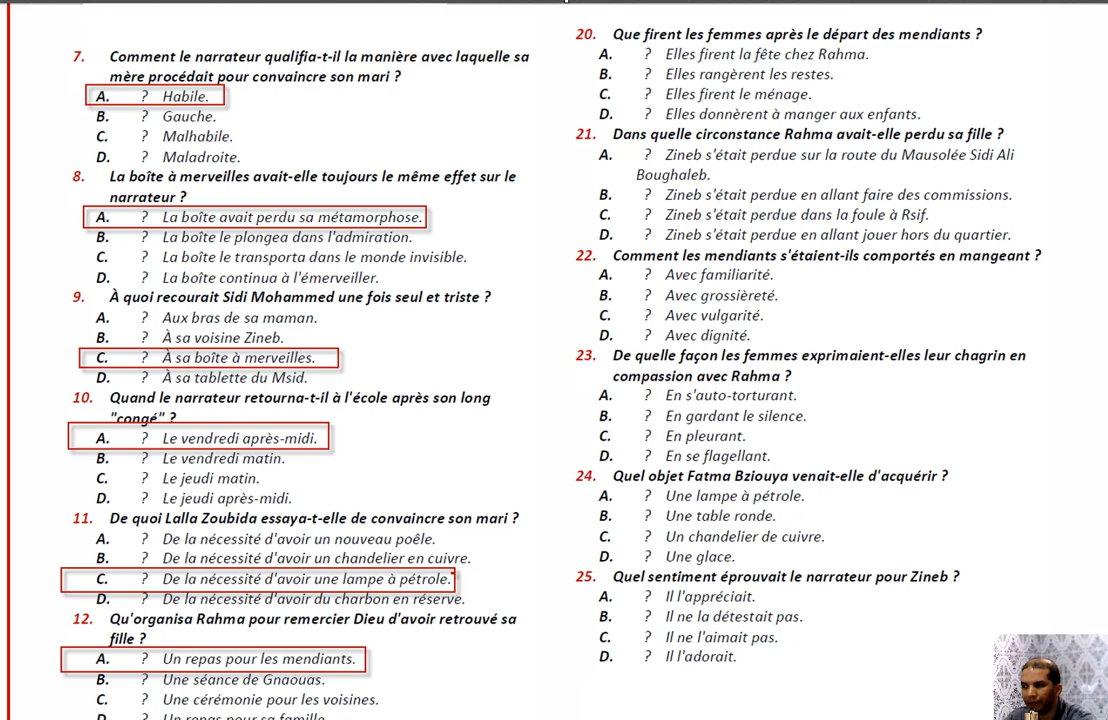 7. Comment le narrateur qualifia-t-il la manière avec laquelle sa
mère procédait pour convaincre son mari ?
A. ? Habile.
B. ? Gauche.
C. ? Malhabile.
D. ? Maladroite.
8. La boîte à merveilles avait-elle toujours le même effet sur le
narrateur ?
A. ? La boîte avait perdu sa métamorphose.
B. ? La boîte le plongea dans l'admiration.
C. ? La boîte le transporta dans le monde invisible.
D. ? La boîte continua à l'émerveiller.
9. À quoi recourait Sidi Mohammed une fois seul et triste ?
A. ? Aux bras de sa maman.
B. ? À sa voisine Zineb.
C. ? À sa boîte à merveilles.
D. ? À sa tablette du Msid.
10. Quand le narrateur retourna-t-il à l'école après son long
"congé" ?
A. ? Le vendredi après-midi.
B. ? Le vendredi matin.
C. ? Le jeudi matin.
D. ? Le jeudi après-midi.
11. De quoi Lalla Zoubida essaya-t-elle de convaincre son mari ?
A. ? De la nécessité d'avoir un nouveau poêle.
B. ? De la nécessité d'avoir un chandelier en cuivre.
C. ? De la nécessité d'avoir une lampe à pétrole.
D. ? De la nécessité d'avoir du charbon en réserve.
12. Qu'organisa Rahma pour remercier Dieu d'avoir retrouvé sa
fille ?
A. ? Un repas pour les mendiants.
B. ? Une séance de Gnaouas.
C. ? Une cérémonie pour les voisines.
D. ? Un repas pour sa famille
20. Que firent les femmes après le départ des mendiants ?
A. ? Elles firent la fête chez Rahma.
B. ? Elles rangèrent les restes.
C. ? Elles firent le ménage.
D. ? Elles donnèrent à manger aux enfants.
21. Dans quelle circonstance Rahma avait-elle perdu sa fille ?
A. ? Zineb s'était perdue sur la route du Mausolée Sidi Ali
Boughaleb.
B. ? Zineb s'était perdue en allant faire des commissions.
C. ? Zineb s'était perdue dans la foule à Rsif.
D. ? Zineb s'était perdue en allant jouer hors du quartier.
22. Comment les mendiants s'étaient-ils comportés en mangeant ?
A. ? Avec familiarité.
B. ? Avec grossièreté.
C. ? Avec vulgarité.
D. ? Avec dignité.
23. De quelle façon les femmes exprimaient-elles leur chagrin en
compassion avec Rahma ?
A. ? En s'auto-torturant.
B. ? En gardant le silence.
C. ? En pleurant.
D. ? En se flagellant.
24. Quel objet Fatma Bziouya venait-elle d'acquérir ?
A. ? Une lampe à pétrole.
B. ? Une table ronde.
C. ? Un chandelier de cuivre.
D. ? Une glace.
25. Quel sentiment éprouvait le narrateur pour Zineb ?
A. ? Il l'appréciait.
B. ? Il ne la détestait pas.
C. ? Il ne l'aimait pas.
D. ? Il l'adorait.